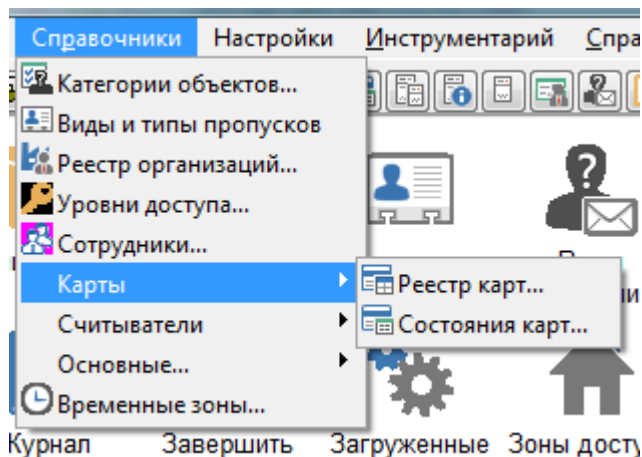 Справочники Настройки Инструментарий Спра
Категории объектов...
Виды и типы пропусков
Реестр организаций...
Уровни доступа...
Сотрудники...
Карты
Реестр карт...
Состояния карт...
Считыватели
Основные...
Временные зоны...
Курнал Завершить Загруженные Зоны досту